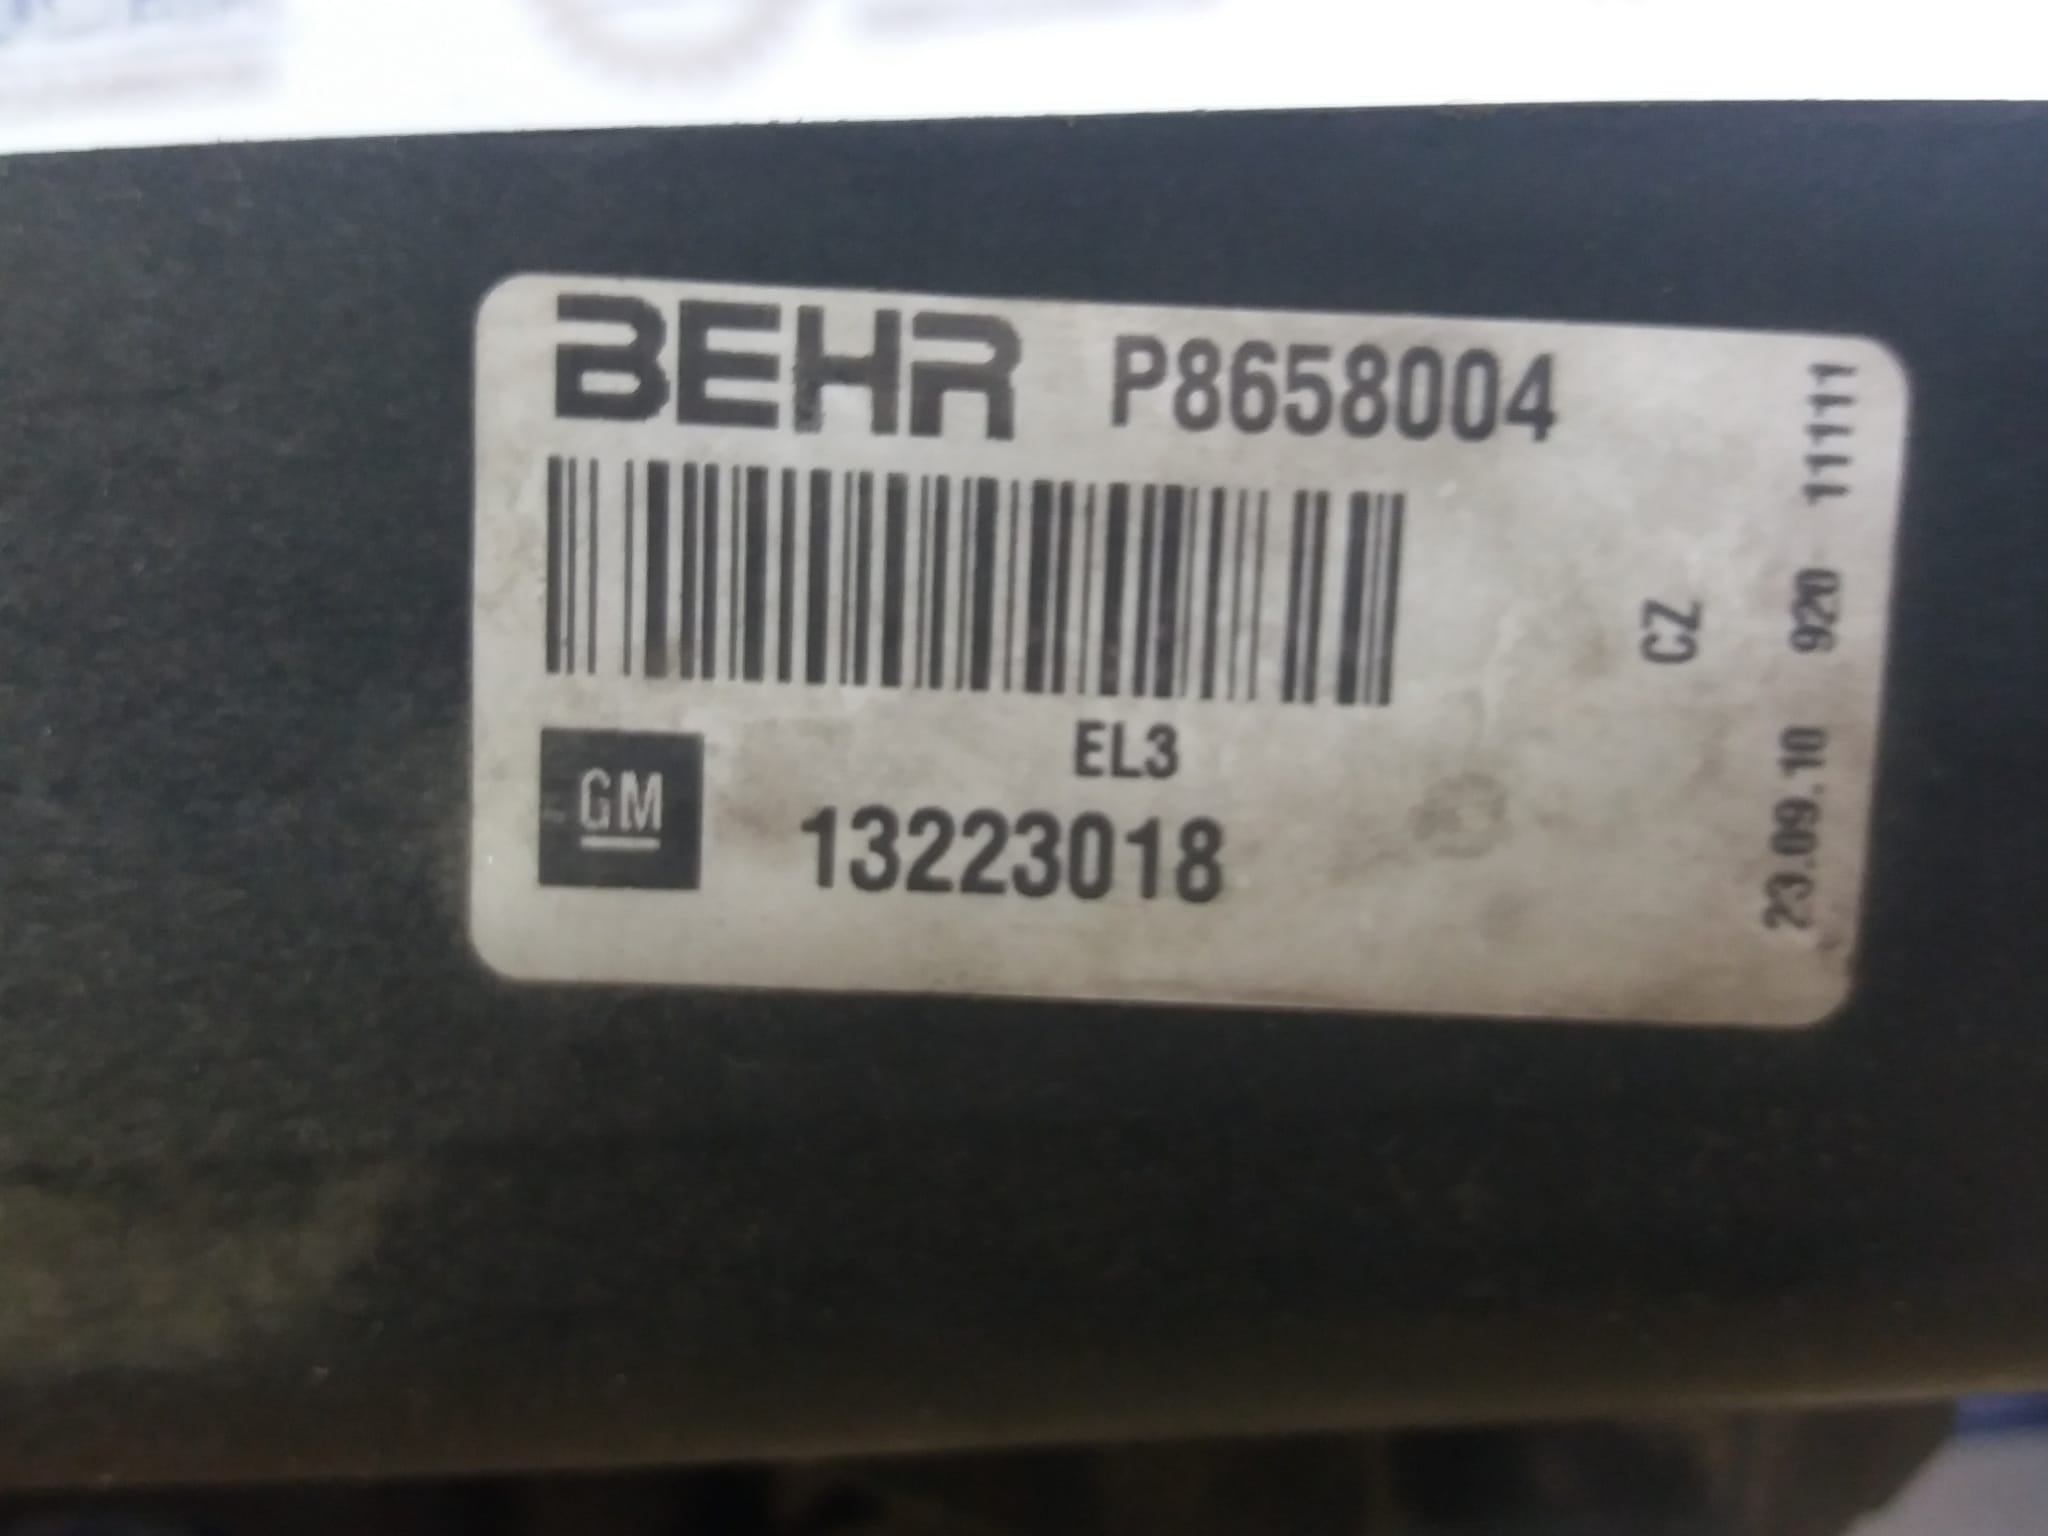 BEHR P8658004
EL3
GM
13223018
CZ
23.09.10 920 11111